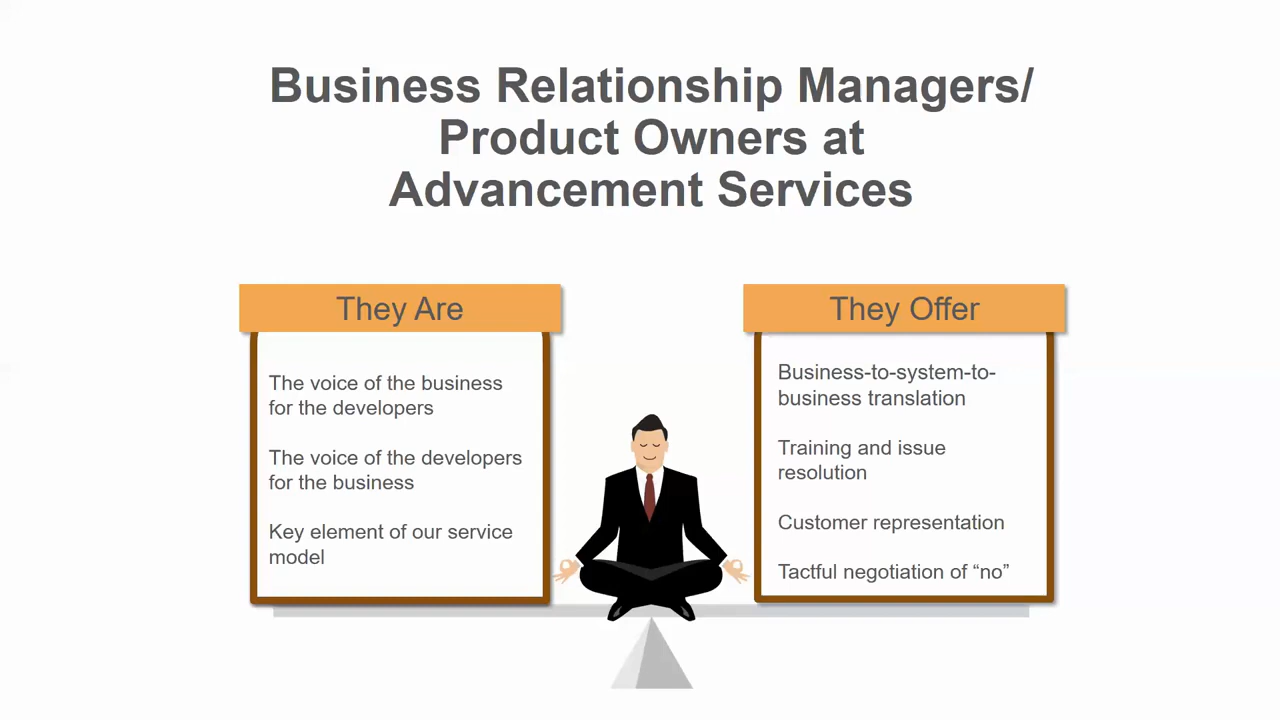 Business Relationship Managers/
Product Owners at
Advancement Services
They Are
The voice of the business
for the developers
The voice of the developers
for the business
Key element of our service
model
They Offer
Business-to-system-to-
business translation
Training and issue
resolution
Customer representation
Tactful negotiation of “no”